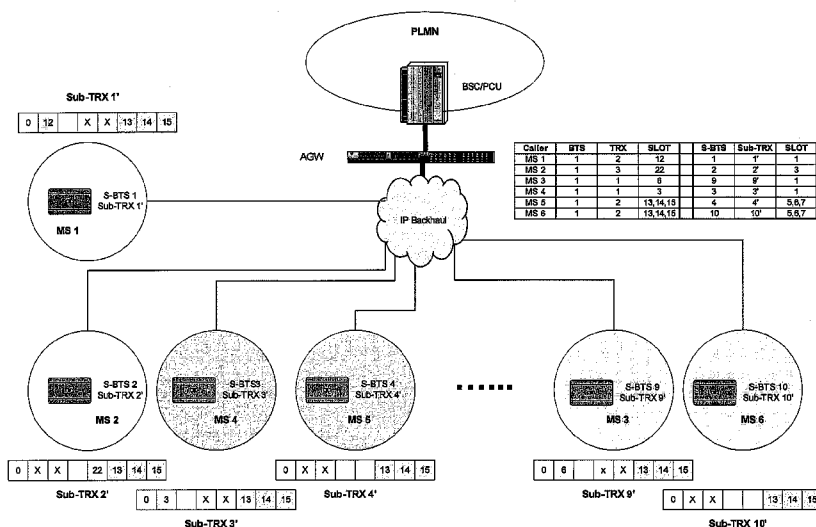 PLMN
BSC/PCU
AGW
IP Backhaul
Sub-TRX 1'
0 12 X X 13 14 15
S-BTS 1
Sub-TRX 1'
MS 1
Caller BTS TRX SLOT S-BTS Sub-TRX SLOT
MS 1 1 2 12 1 1' 1
MS 2 1 3 22 2 2' 3
MS 3 1 1 6 9 9' 1
MS 4 1 1 3 3 3' 1
MS 5 1 2 13,14,15 4 4' 5,6,7
MS 6 1 2 13,14,15 10 10' 5,6,7
S-BTS 2
Sub-TRX 2'
MS 2
S-BTS3
Sub-TRX 3'
MS 4
S-BTS 4
Sub-TRX 4'
MS 5
S-BTS 9
Sub-TRX 9'
MS 3
S-BTS 10
Sub-TRX 10'
MS 6
0 X X 22 13 14 15
Sub-TRX 2'
0 3 X X 13 14 15
Sub-TRX 3'
0 X X 13 14 15
Sub-TRX 4'
0 6 X X 13 14 15
Sub-TRX 9'
0 X X 13 14 15
Sub-TRX 10'